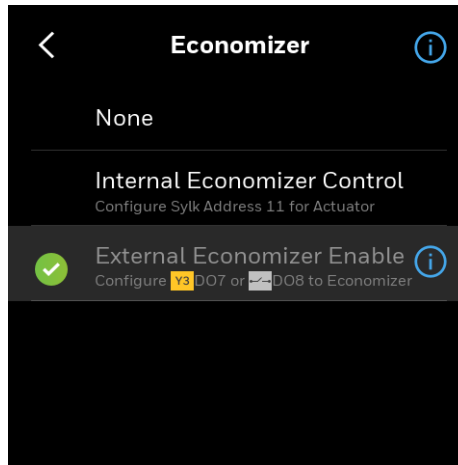 Economizer
None
Internal Economizer Control
Configure Sylk Address 11 for Actuator
External Economizer Enable
Configure Y3 DO7 or DO8 to Economizer